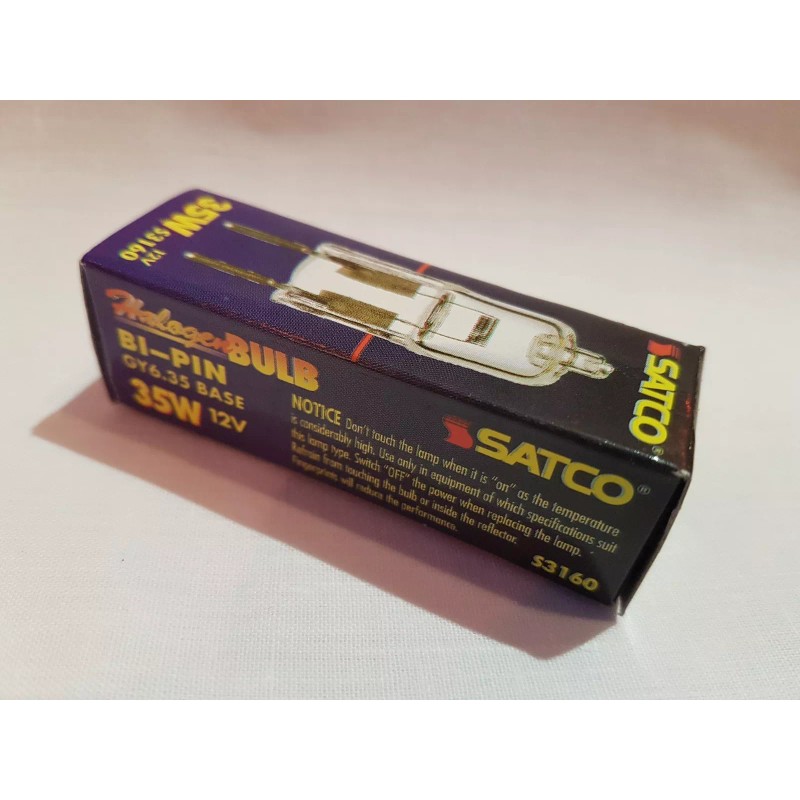 35W
12V S3160
SATCO®
Halogen BULB
BI-PIN
GY6.35 BASE
35W 12V
NOTICE Don't touch the lamp when it is "on" as the temperature
is considerably high. Use only in equipment of which specifications suit
this lamp type. Switch "OFF" the power when replacing the lamp.
Refrain from touching the bulb or inside the reflector.
Fingerprints will reduce the performance.
SATCO®
S3160